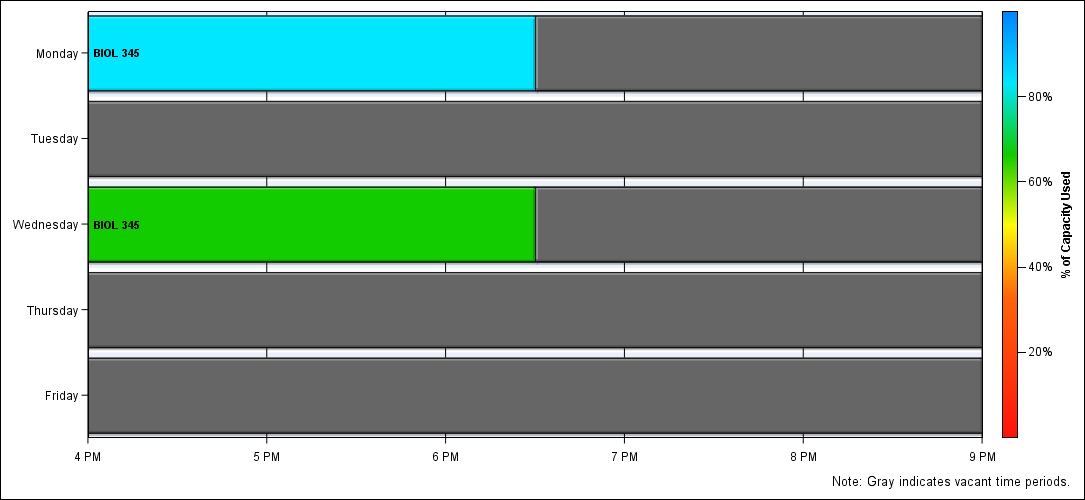 Monday
BIOL 345
Tuesday
Wednesday
BIOL 345
Thursday
Friday
4 PM 5 PM 6 PM 7 PM 8 PM 9 PM
80%
60%
40%
20%
% of Capacity Used
Note: Gray indicates vacant time periods.